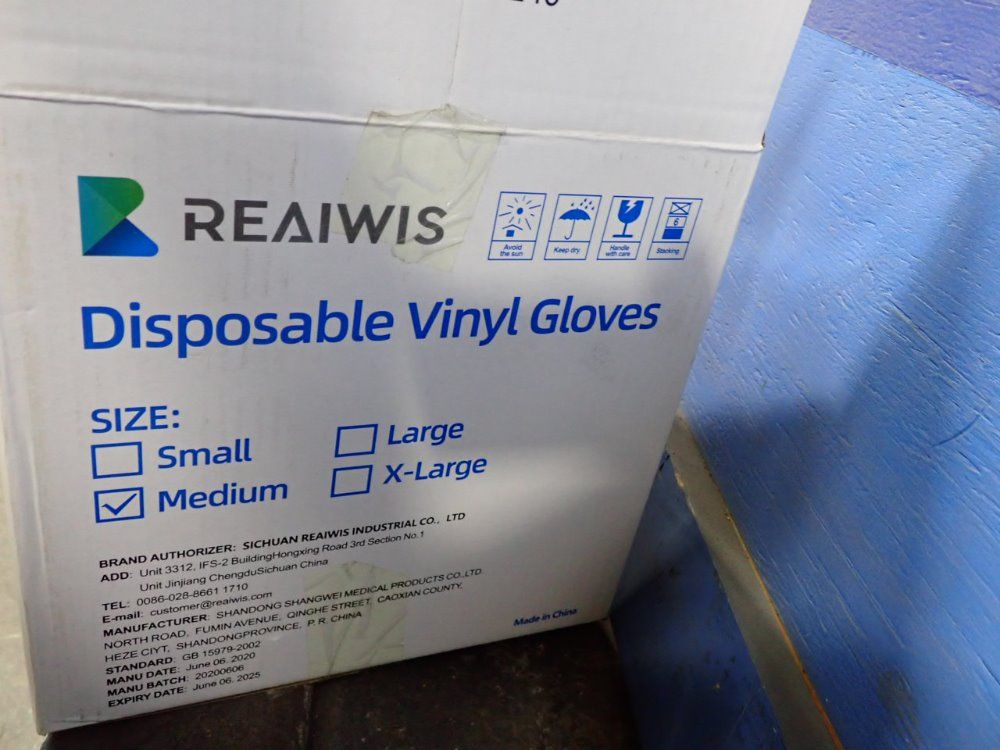 REAIWIS
Avoid the sun
Keep dry
Handle with care
6
Stacking
Disposable Vinyl Gloves
SIZE:
Small
Large
Medium
X-Large
BRAND AUTHORIZER: SICHUAN REAIWIS INDUSTRIAL CO., LTD
ADD: Unit 3312, IFS-2 BuildingHongxing Road 3rd Section No.1
Unit Jinjiang ChengduSichuan China
TEL: 0086-028-8661 1710
E-mail: customer@reaiwis.com
MANUFACTURER: SHANDONG SHANGWEI MEDICAL PRODUCTS CO.,LTD.
NORTH ROAD, FUMIN AVENUE, QINGHE STREET, CAOXIAN COUNTY,
HEZE CIYT, SHANDONGPROVINCE, P. R. CHINA
STANDARD: GB 15979-2002
MANU DATE: June 06. 2020
MANU BATCH: 20200606
EXPIRY DATE: June 06. 2025
Made in China